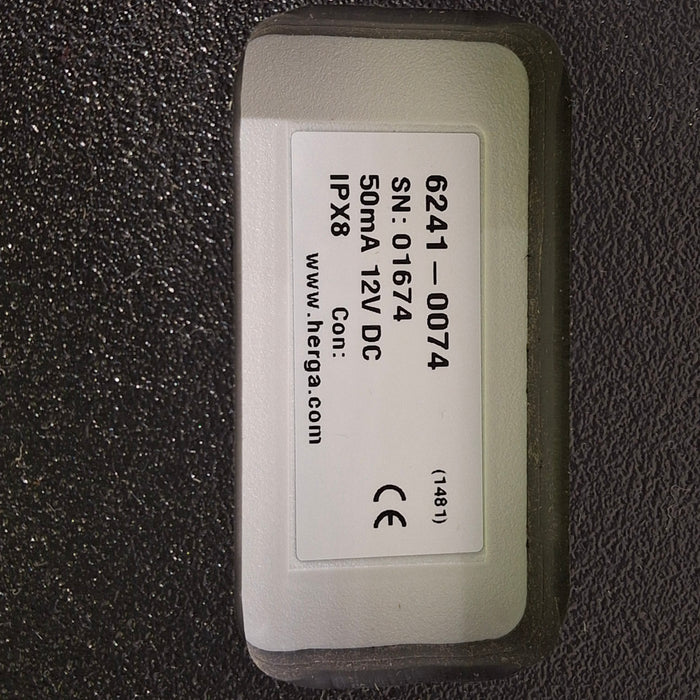 6241-0074 (1481)
SN: 01674
50mA 12V DC CE
IPX8 Con:
www.herga.com